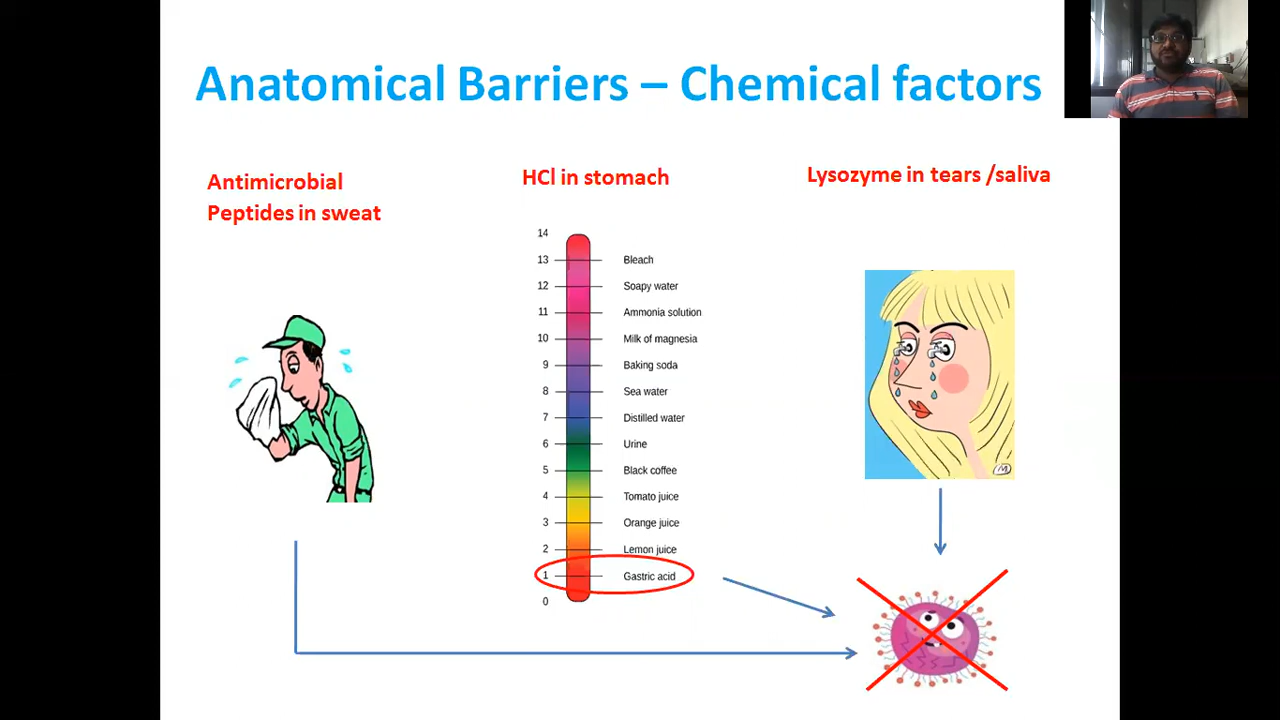 Anatomical Barriers – Chemical factors
Antimicrobial
Peptides in sweat
HCl in stomach
Lysozyme in tears /saliva
14
13 Bleach
12 Soapy water
11 Ammonia solution
10 Milk of magnesia
9 Baking soda
8 Sea water
7 Distilled water
6 Urine
5 Black coffee
4 Tomato juice
3 Orange juice
2 Lemon juice
1 Gastric acid
0
M